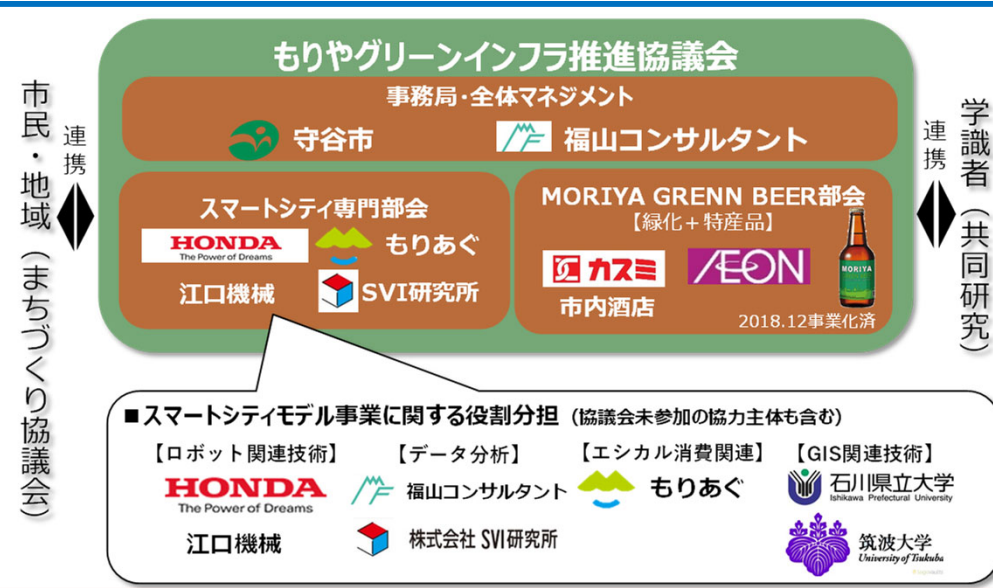 もりやグリーンインフラ推進協議会
事務局・全体マネジメント
守谷市
福山コンサルタント
市民・地域（まちづくり協議会）
連携
学識者（共同研究）
連携
スマートシティ専門部会
HONDA
The Power of Dreams
もりあぐ
江口機械
SVI研究所
MORIYA GRENN BEER部会
【緑化＋特産品】
カスミ
ÆON
市内酒店
MORIYA
2018.12事業化済
■スマートシティモデル事業に関する役割分担（協議会未参加の協力主体も含む）
【ロボット関連技術】
HONDA
The Power of Dreams
江口機械
【データ分析】
福山コンサルタント
株式会社 SVI研究所
【エシカル消費関連】
もりあぐ
【GIS関連技術】
石川県立大学
Ishikawa Prefectural University
筑波大学
University of Tsukuba